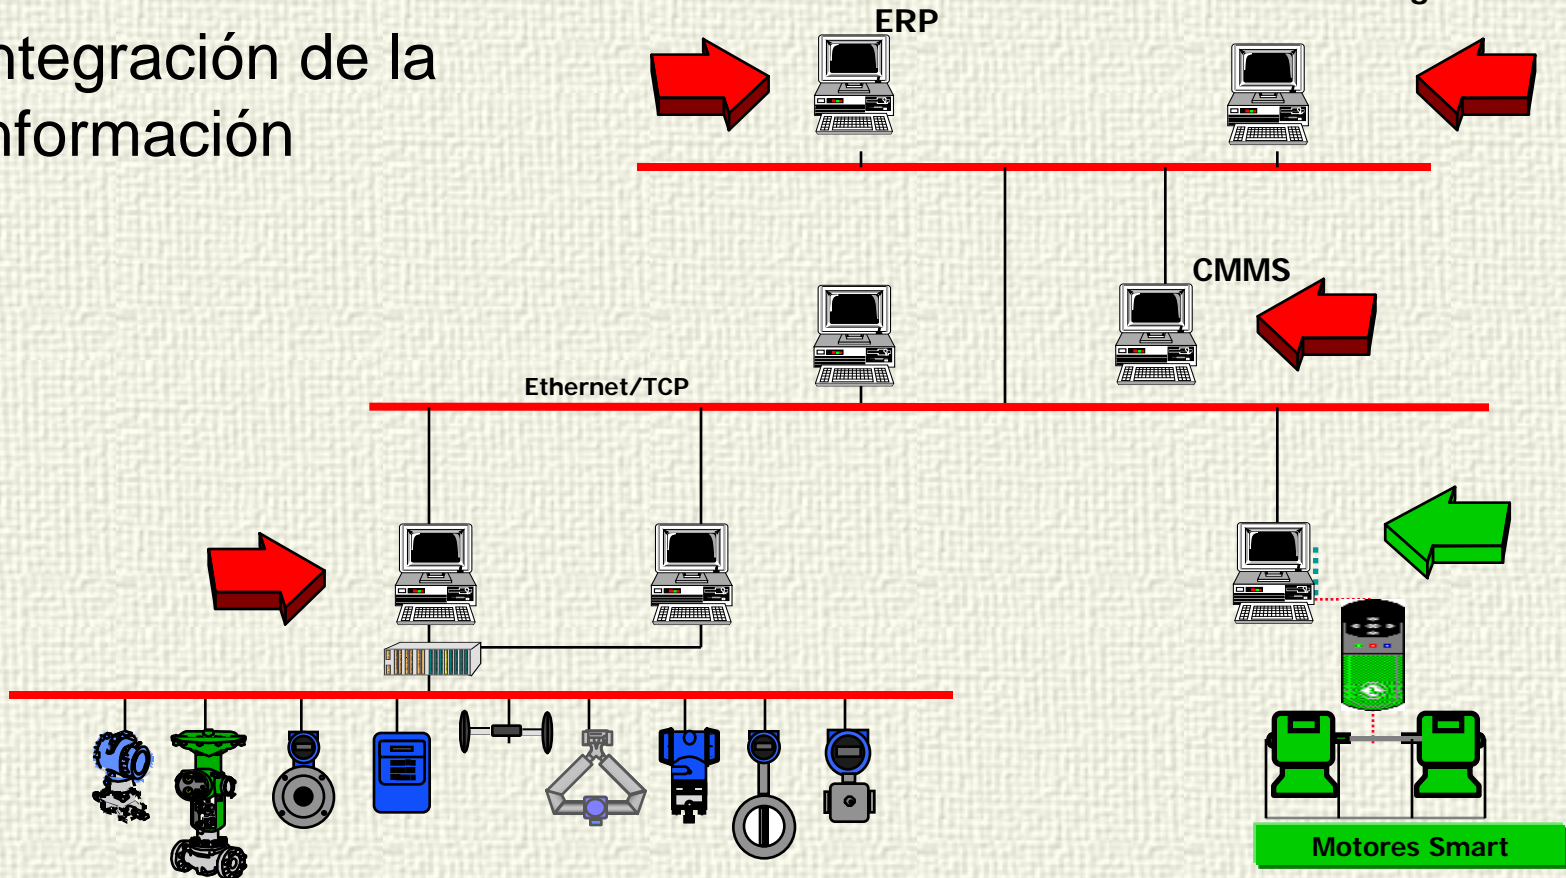 ntegración de la
nformación
ERP
CMMS
Ethernet/TCP
Motores Smart